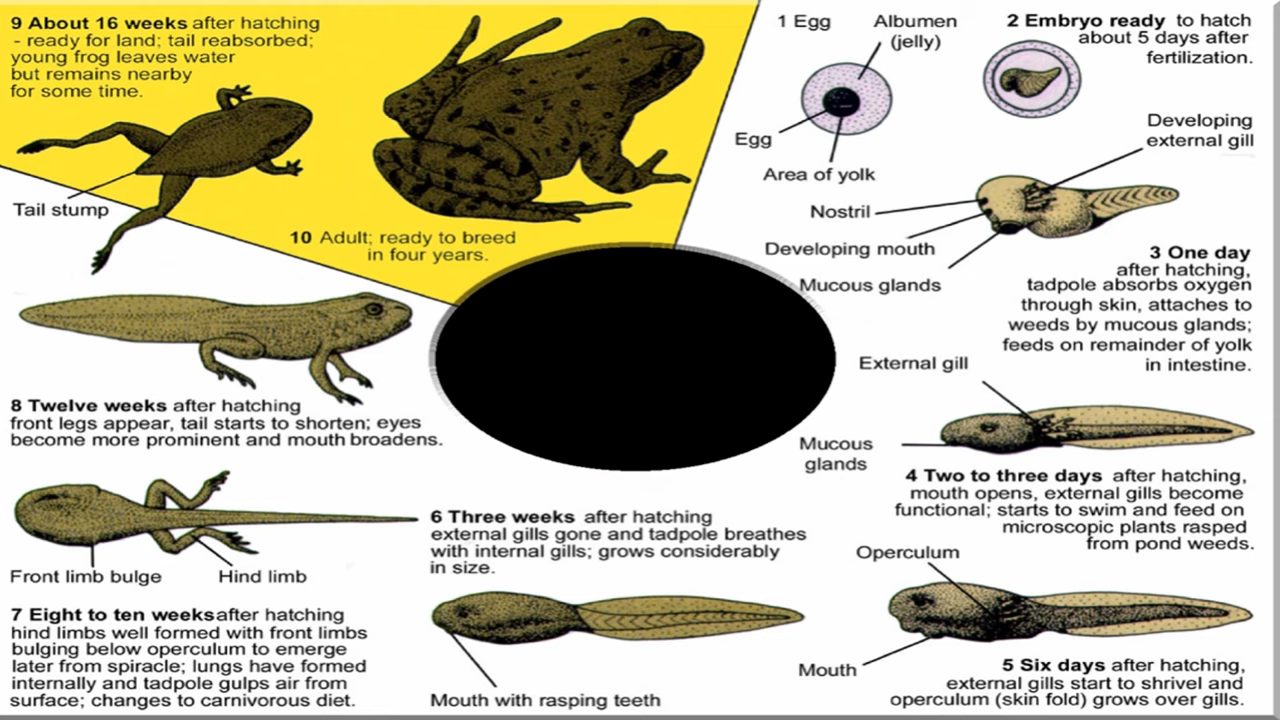 1 Egg
Albumen
(jelly)
Egg
Area of yolk
2 Embryo ready to hatch
about 5 days after
fertilization.
Developing
external gill
Nostril
Developing mouth
Mucous glands
3 One day
after hatching,
tadpole absorbs oxygen
through skin, attaches to
weeds by mucous glands;
feeds on remainder of yolk
in intestine.
External gill
Mucous
glands
4 Two to three days after hatching,
mouth opens, external gills become
functional; starts to swim and feed on
microscopic plants rasped
from pond weeds.
Operculum
Mouth
5 Six days after hatching,
external gills start to shrivel and
operculum (skin fold) grows over gills.
6 Three weeks after hatching
external gills gone and tadpole breathes
with internal gills; grows considerably
in size.
Mouth with rasping teeth
Front limb bulge
Hind limb
7 Eight to ten weeks after hatching
hind limbs well formed with front limbs
bulging below operculum to emerge
later from spiracle; lungs have formed
internally and tadpole gulps air from
surface; changes to carnivorous diet.
8 Twelve weeks after hatching
front legs appear, tail starts to shorten; eyes
become more prominent and mouth broadens.
9 About 16 weeks after hatching
- ready for land; tail reabsorbed;
young frog leaves water
but remains nearby
for some time.
Tail stump
10 Adult; ready to breed
in four years.